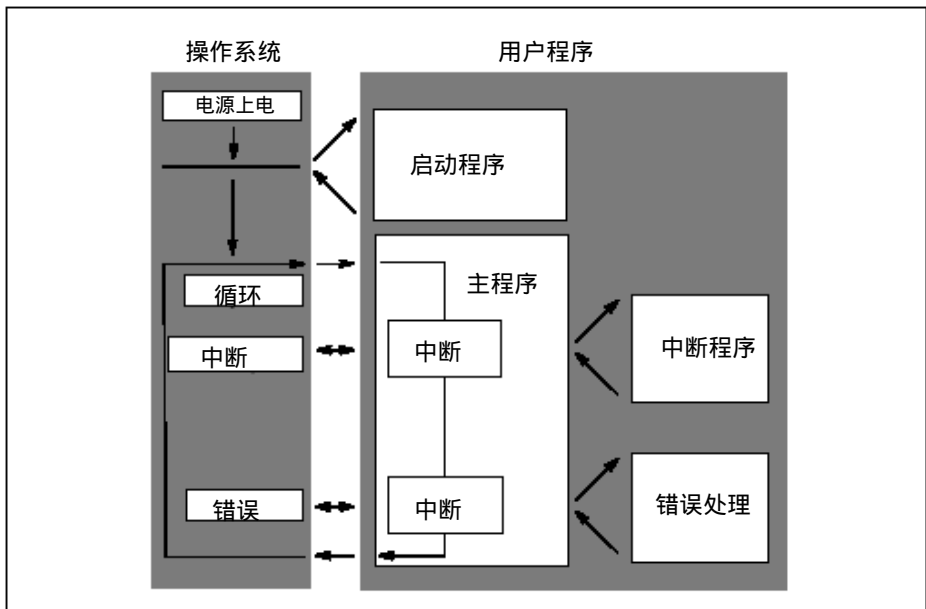 操作系统
用户程序
电源上电
启动程序
主程序
循环
中断
中断
中断程序
错误
中断
错误处理